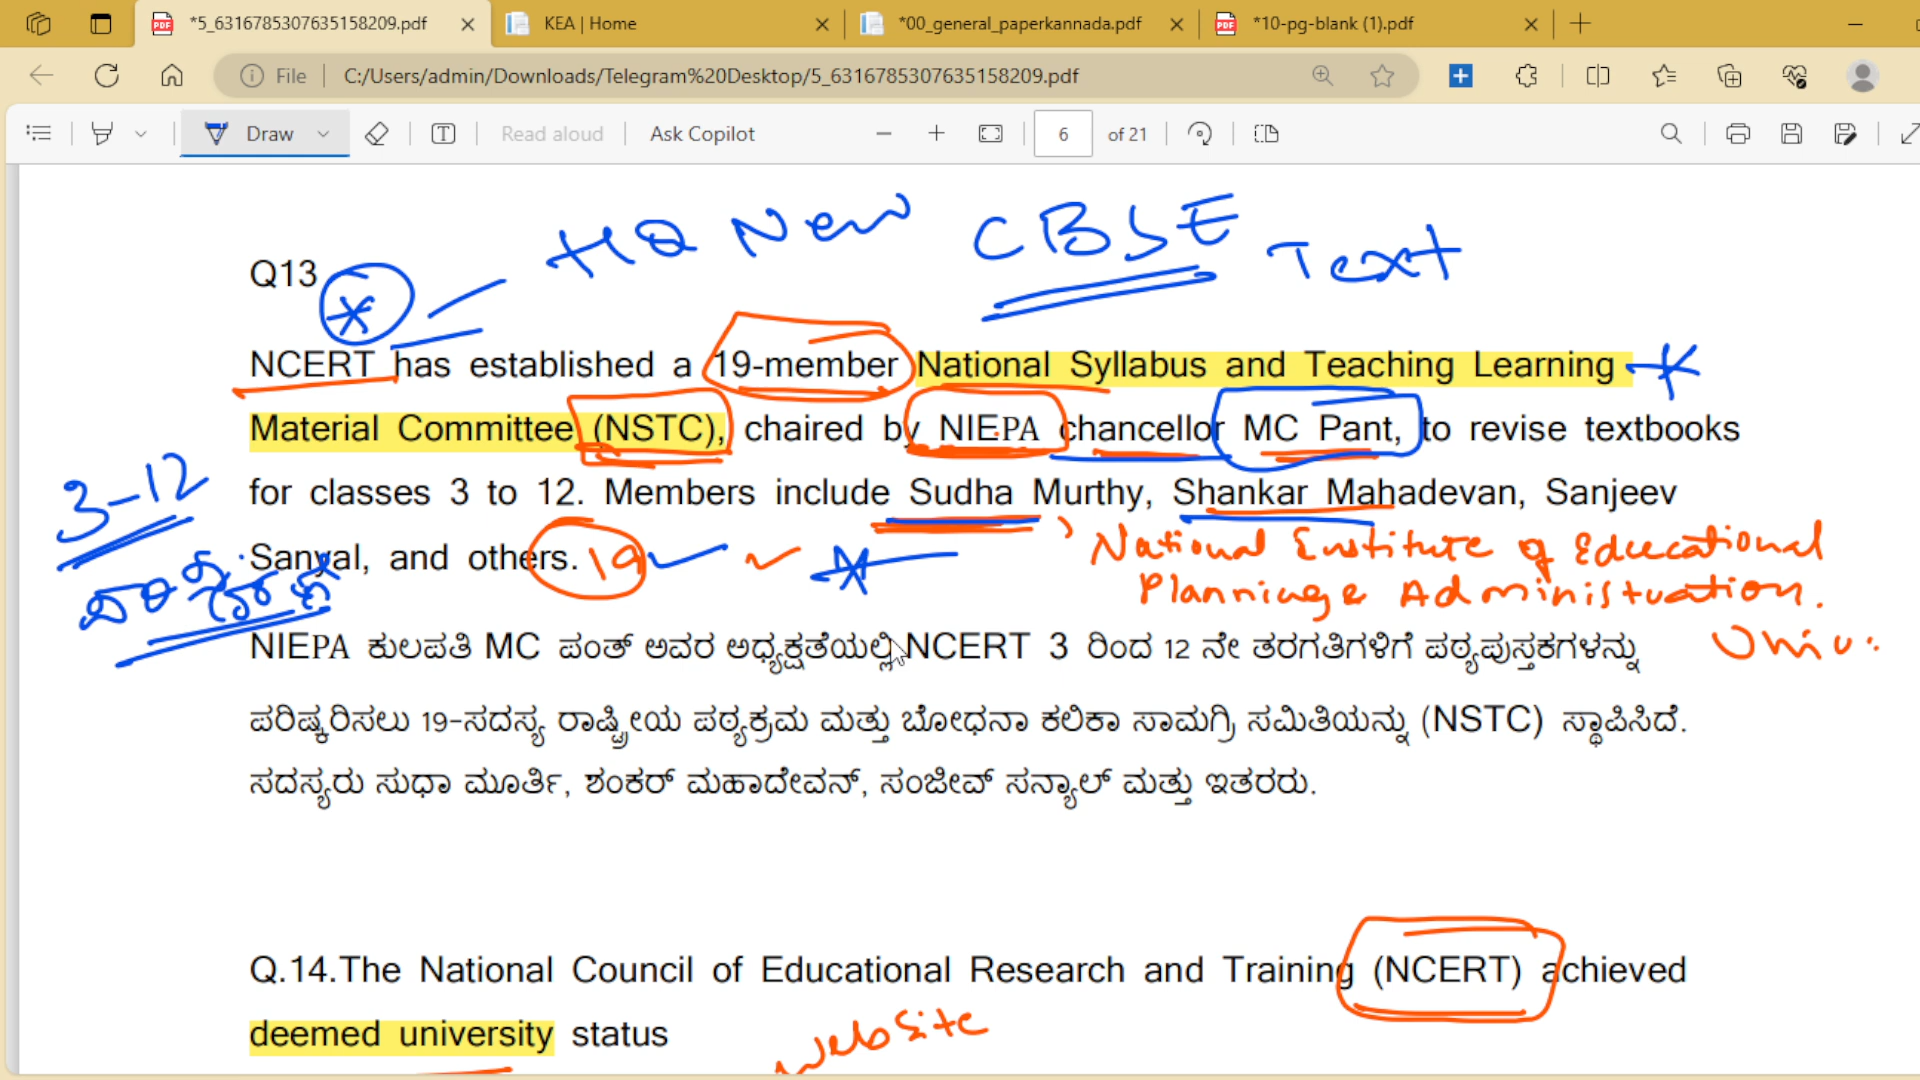 *5_6316785307635158209.pdf
KEA | Home
*00_general_paperkannada.pdf
*10-pg-blank (1).pdf
File
C:/Users/admin/Downloads/Telegram%20Desktop/5_6316785307635158209.pdf
Draw
Read aloud
Ask Copilot
6 of 21
HQ New CBSE Text
Q13
NCERT has established a 19-member National Syllabus and Teaching Learning
Material Committee (NSTC), chaired by NIEPA chancellor MC Pant, to revise textbooks
3-12
for classes 3 to 12. Members include Sudha Murthy, Shankar Mahadevan, Sanjeev
Sanyal, and others. 19
National Institute of Educational
Planning & Administration.
Univ.
NIEPA ಕುಲಪತಿ MC ಪಂತ್ ಅವರ ಅಧ್ಯಕ್ಷತೆಯಲ್ಲಿ NCERT 3 ರಿಂದ 12 ನೇ ತರಗತಿಗಳಿಗೆ ಪಠ್ಯಪುಸ್ತಕಗಳನ್ನು
ಪರಿಷ್ಕರಿಸಲು 19-ಸದಸ್ಯ ರಾಷ್ಟ್ರೀಯ ಪಠ್ಯಕ್ರಮ ಮತ್ತು ಬೋಧನಾ ಕಲಿಕಾ ಸಾಮಗ್ರಿ ಸಮಿತಿಯನ್ನು (NSTC) ಸ್ಥಾಪಿಸಿದೆ.
ಸದಸ್ಯರು ಸುಧಾ ಮೂರ್ತಿ, ಶಂಕರ್ ಮಹಾದೇವನ್, ಸಂಜೀವ್ ಸನ್ಯಾಲ್ ಮತ್ತು ಇತರರು.
Q.14.The National Council of Educational Research and Training (NCERT) achieved
deemed university status
website